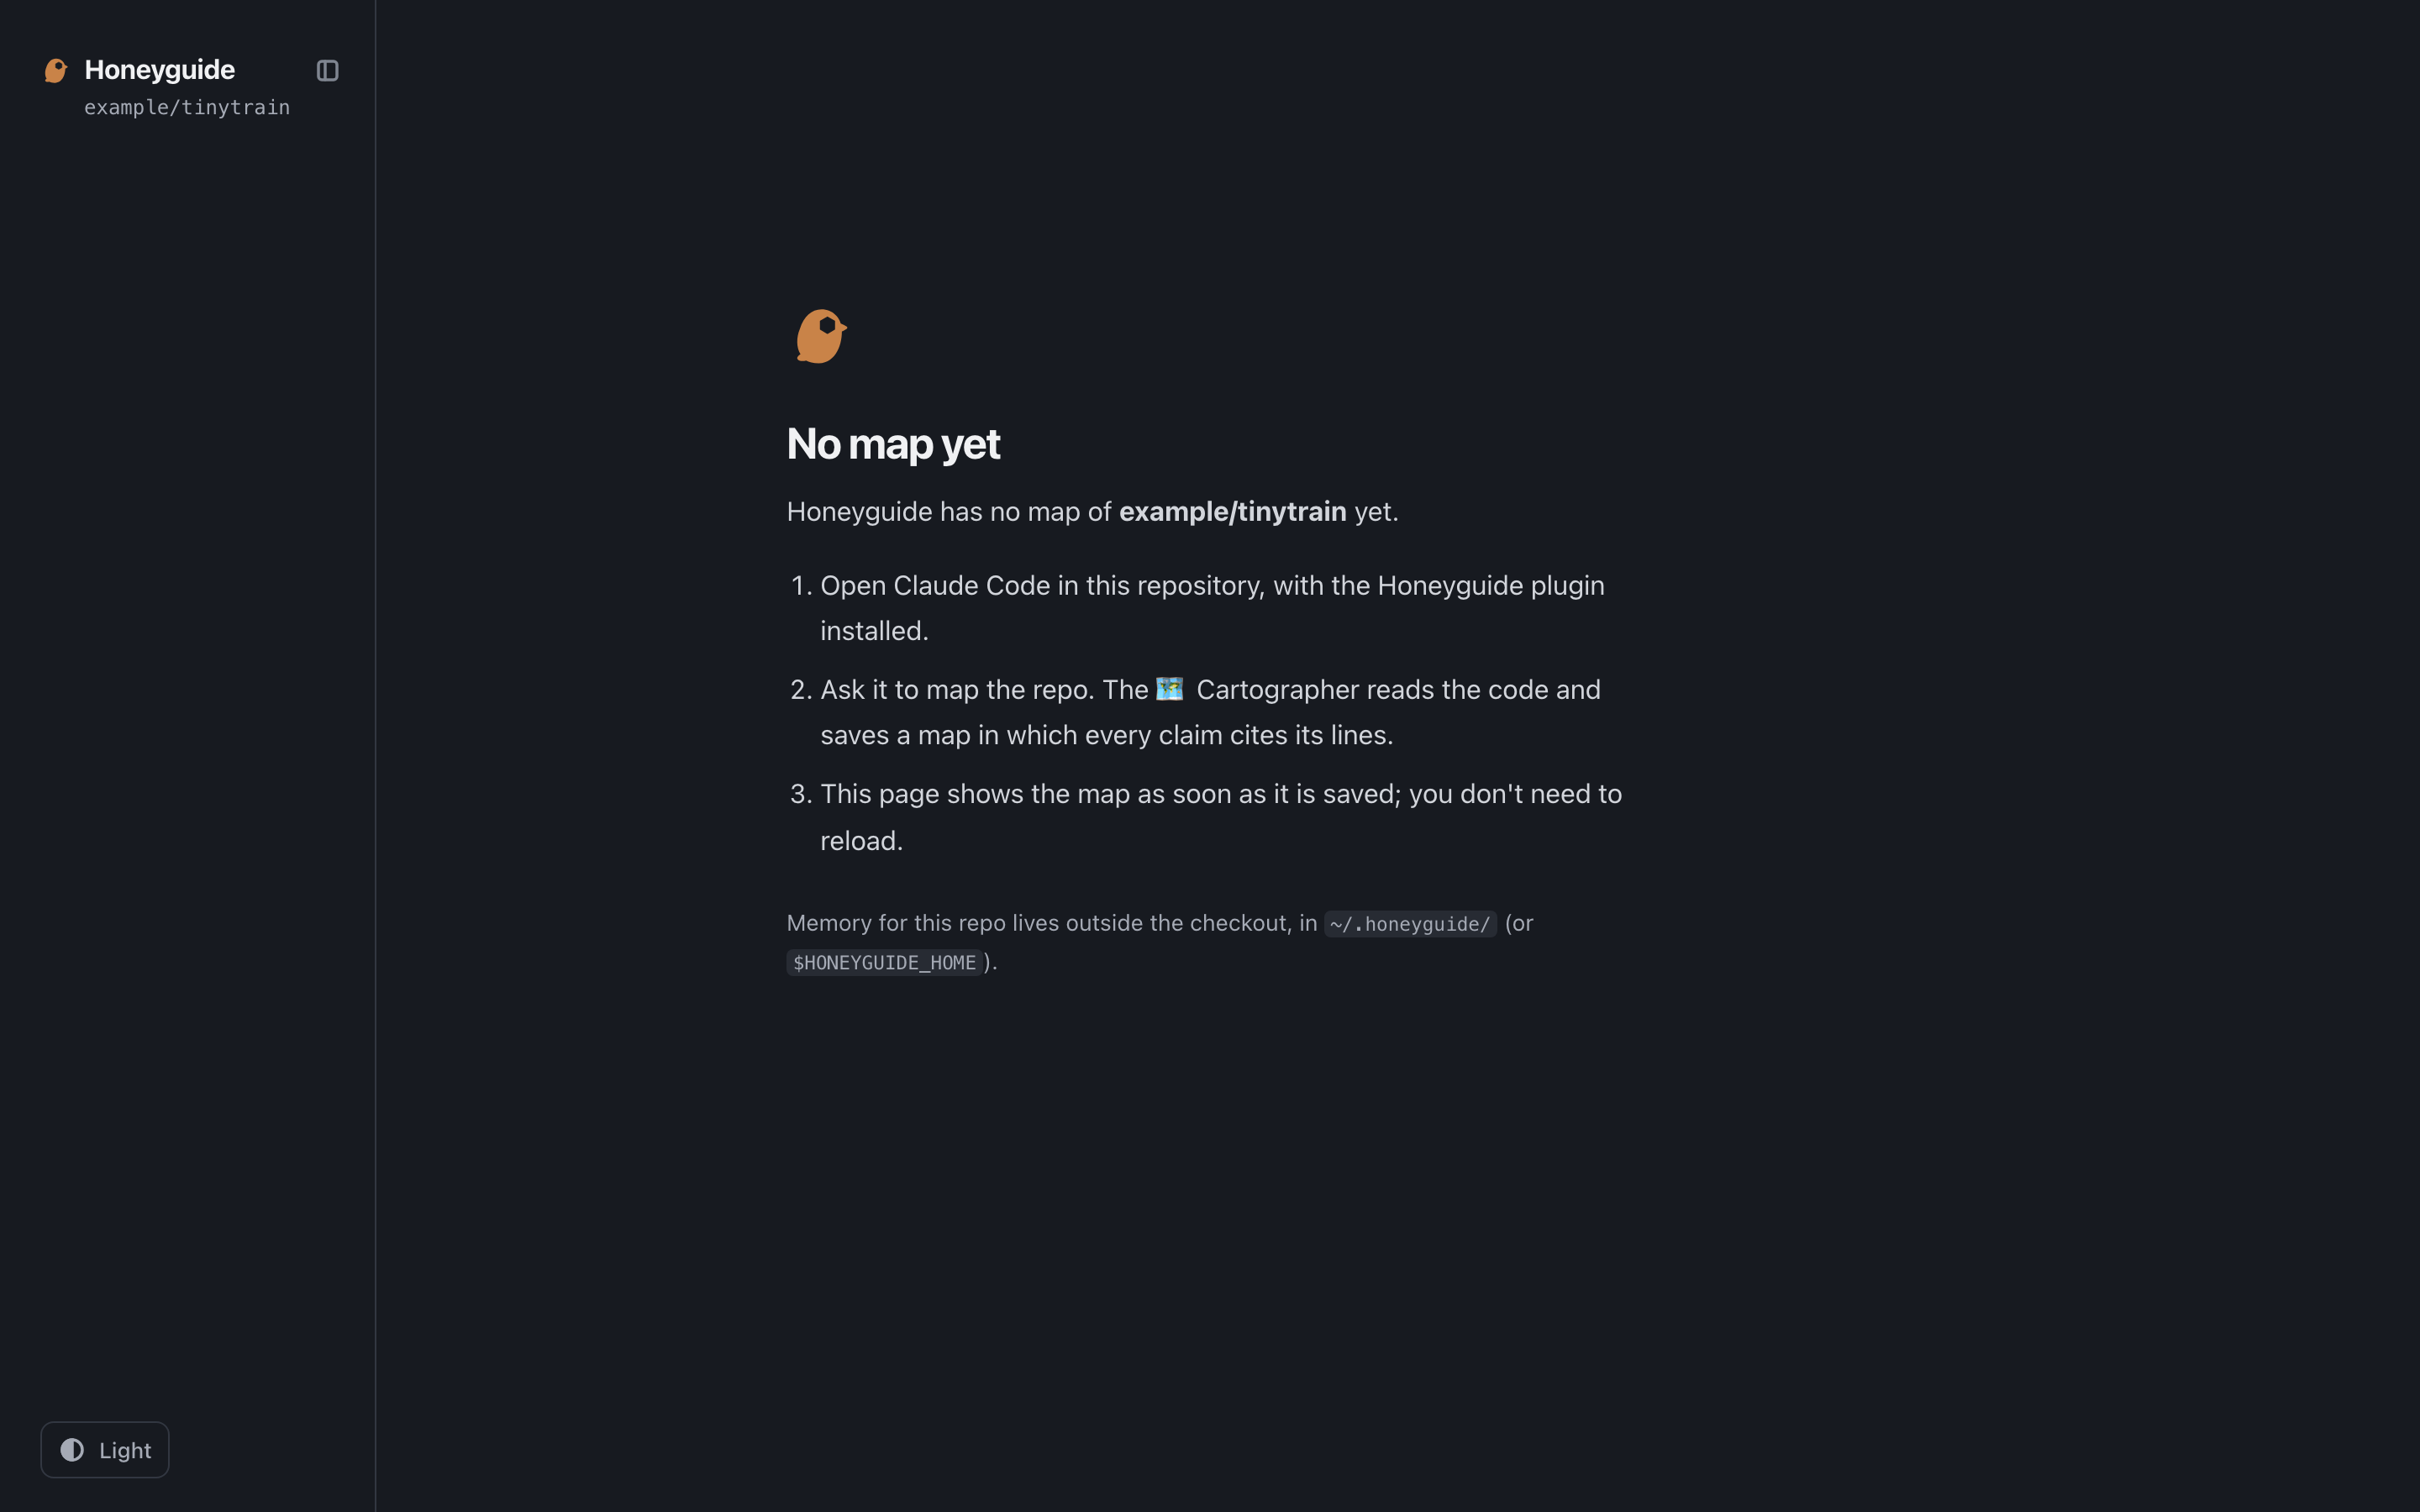 Honeyguide
example/tinytrain
No map yet
Honeyguide has no map of example/tinytrain yet.
1. Open Claude Code in this repository, with the Honeyguide plugin
installed.
2. Ask it to map the repo. The 🗺️ Cartographer reads the code and
saves a map in which every claim cites its lines.
3. This page shows the map as soon as it is saved; you don't need to
reload.
Memory for this repo lives outside the checkout, in ~/.honeyguide/ (or
$HONEYGUIDE_HOME).
Light